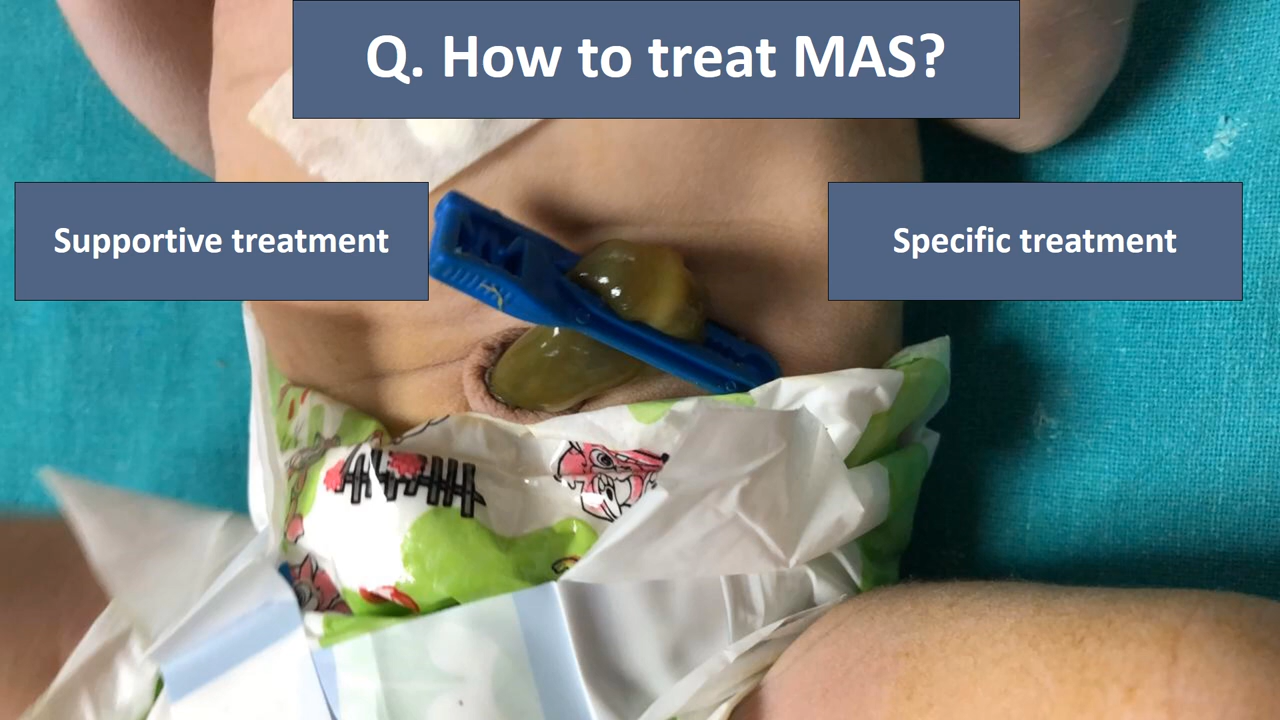 Q. How to treat MAS?
Supportive treatment
Specific treatment